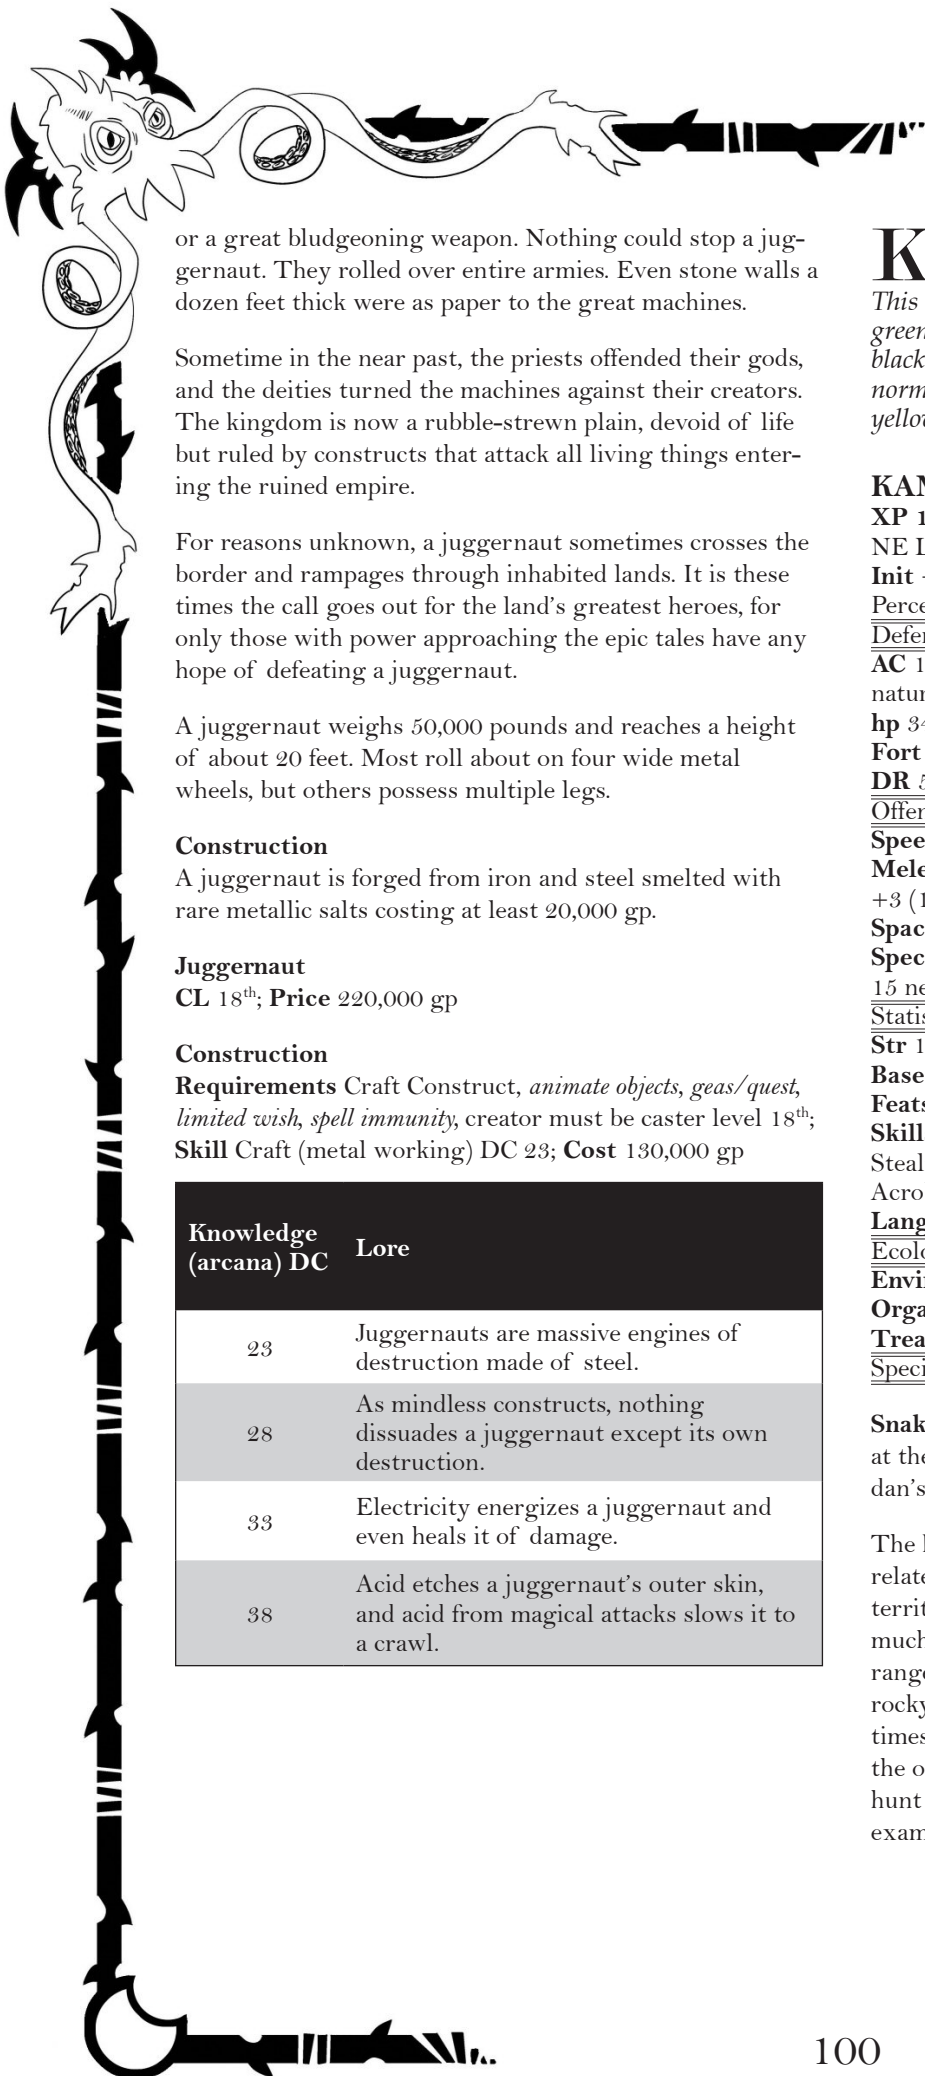 or a great bludgeoning weapon. Nothing could stop a jug-
gernaut. They rolled over entire armies. Even stone walls a
dozen feet thick were as paper to the great machines.
Sometime in the near past, the priests offended their gods,
and the deities turned the machines against their creators.
The kingdom is now a rubble-strewn plain, devoid of life
but ruled by constructs that attack all living things enter-
ing the ruined empire.
For reasons unknown, a juggernaut sometimes crosses the
border and rampages through inhabited lands. It is these
times the call goes out for the land's greatest heroes, for
only those with power approaching the epic tales have any
hope of defeating a juggernaut.
A juggernaut weighs 50,000 pounds and reaches a height
of about 20 feet. Most roll about on four wide metal
wheels, but others possess multiple legs.
Construction
A juggernaut is forged from iron and steel smelted with
rare metallic salts costing at least 20,000 gp.
Juggernaut
CL 18th; Price 220,000 gp
Construction
Requirements Craft Construct, animate objects, geas/quest,
limited wish, spell immunity, creator must be caster level 18th;
Skill Craft (metal working) DC 23; Cost 130,000 gp
Knowledge
(arcana) DC
Lore
23
Juggernauts are massive engines of
destruction made of steel.
28
As mindless constructs, nothing
dissuades a juggernaut except its own
destruction.
33
Electricity energizes a juggernaut and
even heals it of damage.
38
Acid etches a juggernaut's outer skin,
and acid from magical attacks slows it to
a crawl.
K
This
green
black
norm
yellov
KAN
XP 1
NE L
Init
Perce
Defen
AC 1
natur
hp 34
Fort
DR 5
Offen
Spee
Mele
+3 (1
Spac
Spec
15 ne
Statis
Str 1
Base
Feats
Skill
Steal
Acro
Lang
Ecolo
Envi
Orga
Trea
Speci
Snak
at the
dan's
The
relate
territ
much
range
rocky
times
the o
hunt
exam
100